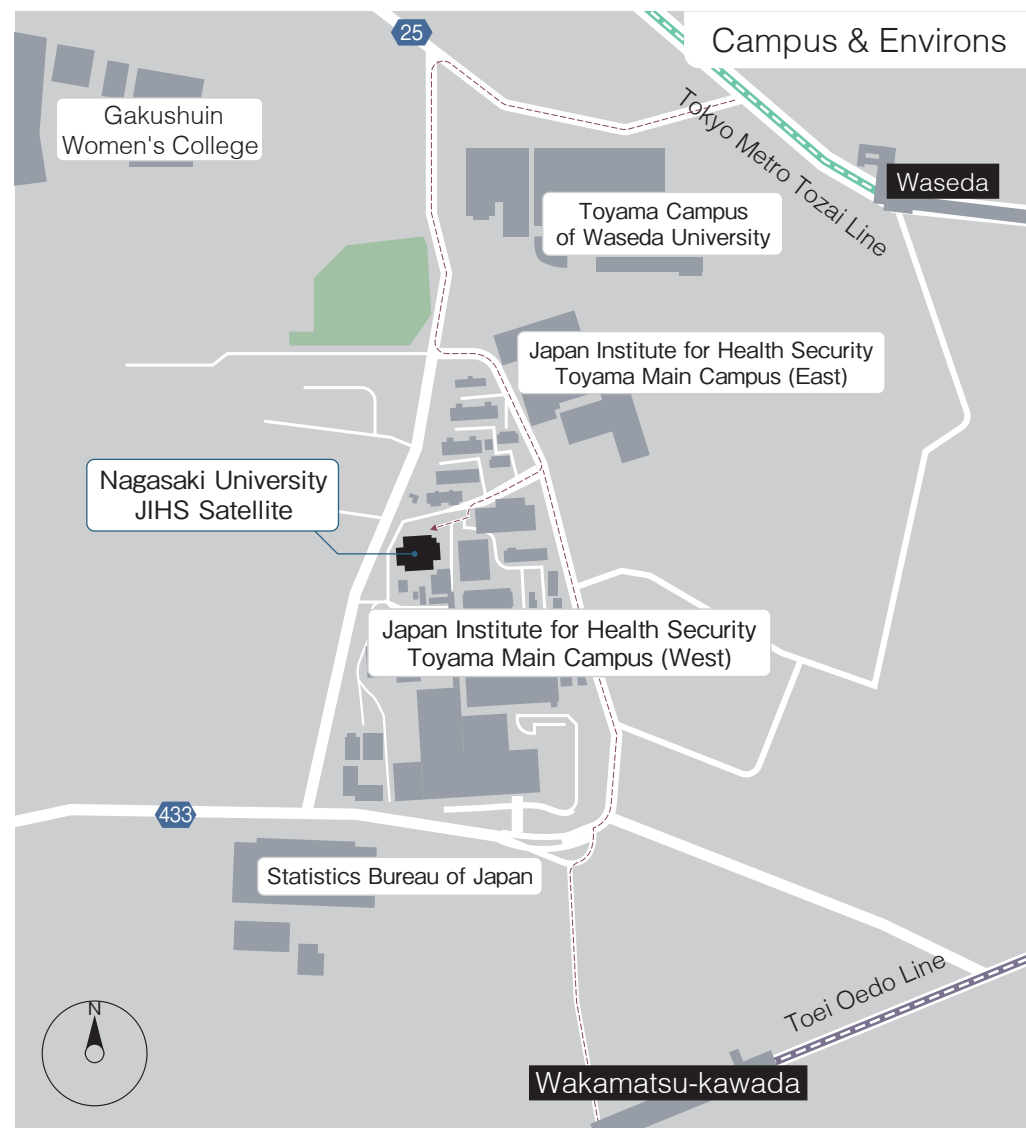 Campus & Environs
25
Gakushuin
Women's College
Tokyo Metro Tozai Line
Waseda
Toyama Campus
of Waseda University
Japan Institute for Health Security
Toyama Main Campus (East)
Nagasaki University
JIHS Satellite
Japan Institute for Health Security
Toyama Main Campus (West)
433
Statistics Bureau of Japan
Toei Oedo Line
N
Wakamatsu-kawada